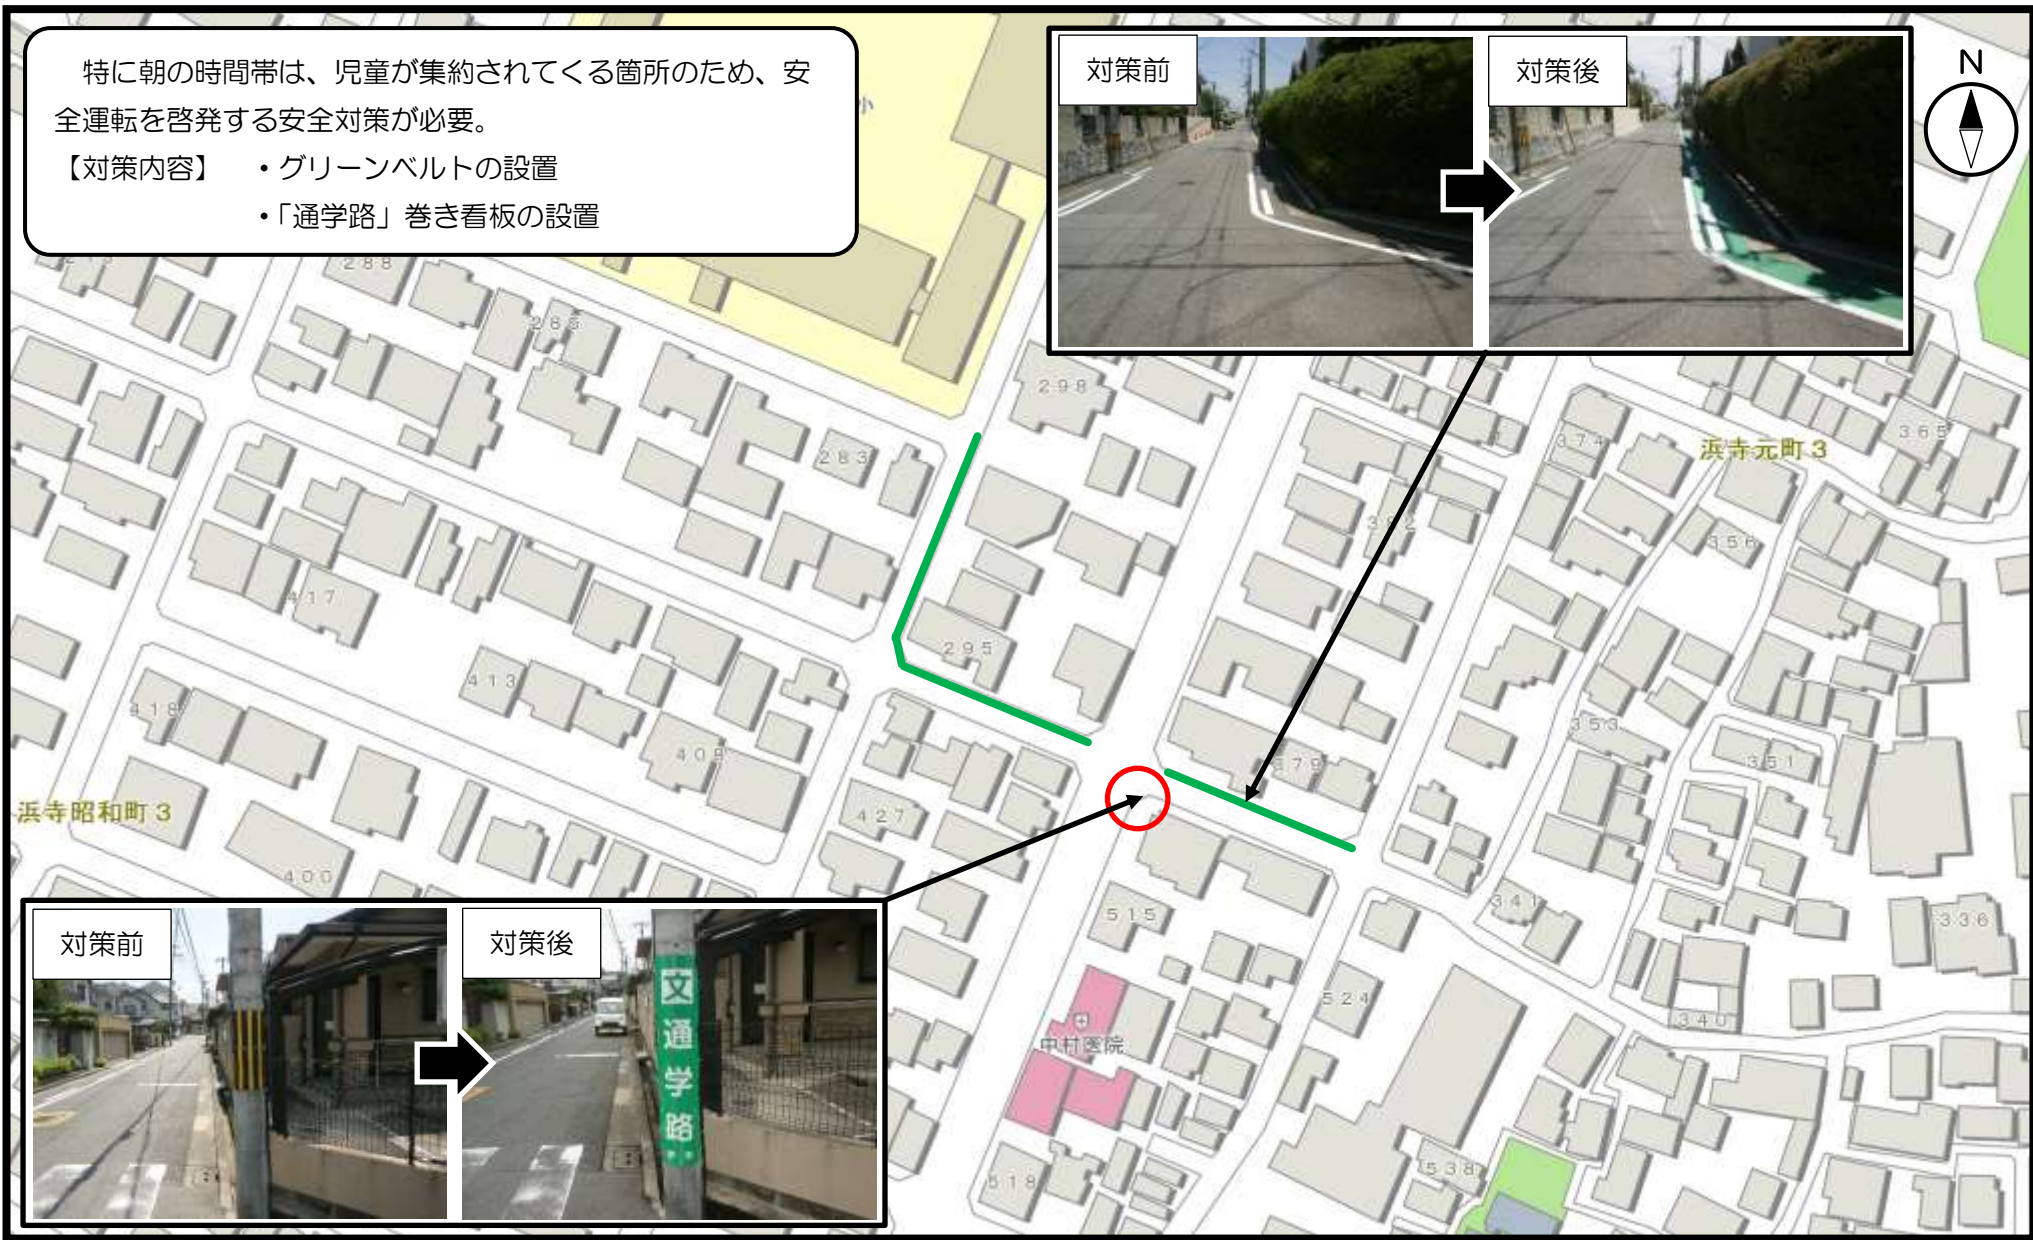 特に朝の時間帯は、児童が集約されてくる箇所のため、安
全運転を啓発する安全対策が必要。
【対策内容】 ・グリーンベルトの設置
・「通学路」巻き看板の設置
対策前
対策後
N
小
288
285
298
283
374
365
浜寺元町3
382
356
417
295
413
418
408
353
351
379
浜寺昭和町3
427
400
515
341
336
524
340
中村医院
518
538
対策前
対策後
文
通
学
路